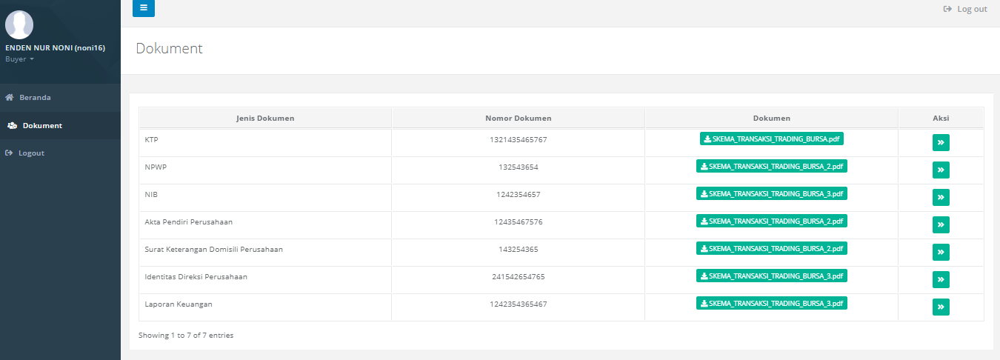 Log out
ENDEN NUR NONI (noni16)
Buyer
Beranda
Dokument
Logout
Dokument
Jenis Dokumen Nomor Dokumen Dokumen Aksi
KTP 1321435465767 SKEMA_TRANSAKSI_TRADING_BURSA.pdf
NPWP 132543654 SKEMA_TRANSAKSI_TRADING_BURSA_2.pdf
NIB 1242354657 SKEMA_TRANSAKSI_TRADING_BURSA_3.pdf
Akta Pendiri Perusahaan 12435467576 SKEMA_TRANSAKSI_TRADING_BURSA_2.pdf
Surat Keterangan Domisili Perusahaan 143254365 SKEMA_TRANSAKSI_TRADING_BURSA_2.pdf
Identitas Direksi Perusahaan 241542654765 SKEMA_TRANSAKSI_TRADING_BURSA_3.pdf
Laporan Keuangan 1242354365467 SKEMA_TRANSAKSI_TRADING_BURSA_3.pdf
Showing 1 to 7 of 7 entries